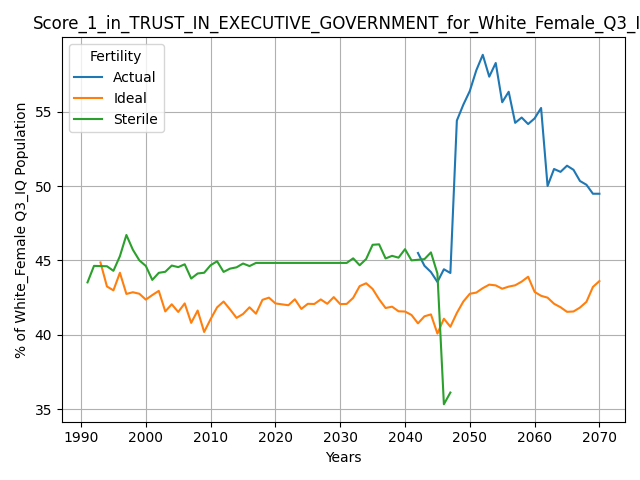 Score_1_in_TRUST_IN_EXECUTIVE_GOVERNMENT_for_White_Female_Q3_I
Fertility
Actual
Ideal
Sterile
% of White_Female Q3_IQ Population
55
50
45
40
35
1990 2000 2010 2020 2030 2040 2050 2060 2070
Years